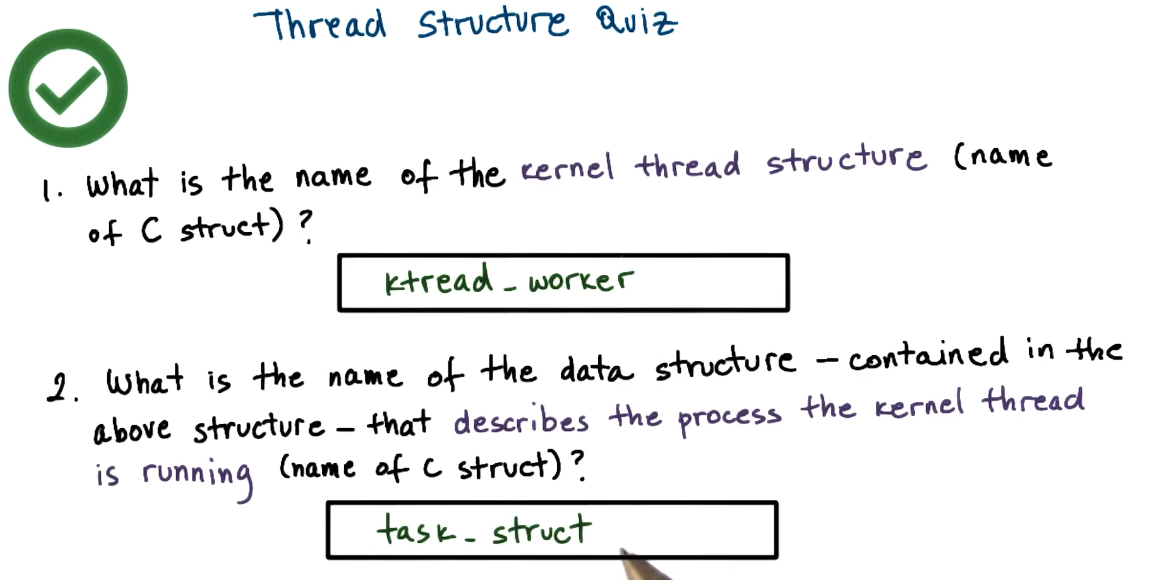 Thread Structure Quiz
1. What is the name of the kernel thread structure (name
of C struct)?
ktread_worker
2. What is the name of the data structure - contained in the
above structure - that describes the process the kernel thread
is running (name of C struct)?
task_struct